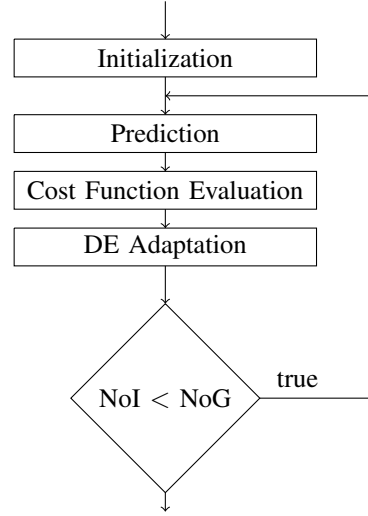 Initialization
Prediction
Cost Function Evaluation
DE Adaptation
true
NoI < NoG